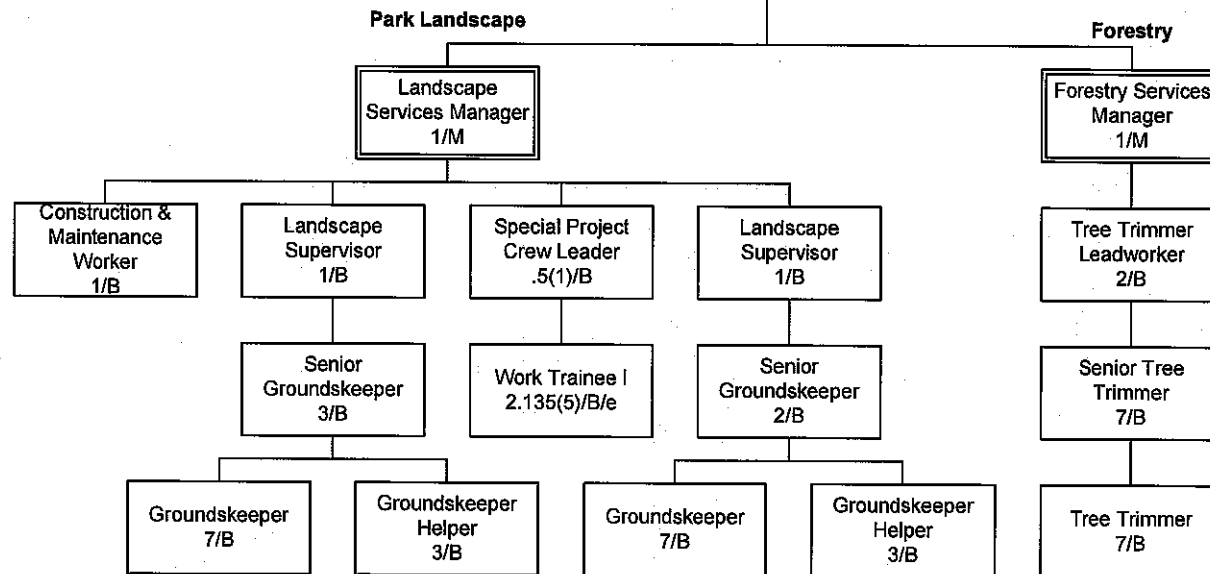 Park Landscape
Forestry
Landscape
Services Manager
1/M
Forestry Services
Manager
1/M
Construction &
Maintenance
Worker
1/B
Landscape
Supervisor
1/B
Special Project
Crew Leader
.5(1)/B
Landscape
Supervisor
1/B
Tree Trimmer
Leadworker
2/B
Senior
Groundskeeper
3/B
Work Trainee I
2.135(5)/B/e
Senior
Groundskeeper
2/B
Senior Tree
Trimmer
7/B
Groundskeeper
7/B
Groundskeeper
Helper
3/B
Groundskeeper
7/B
Groundskeeper
Helper
3/B
Tree Trimmer
7/B